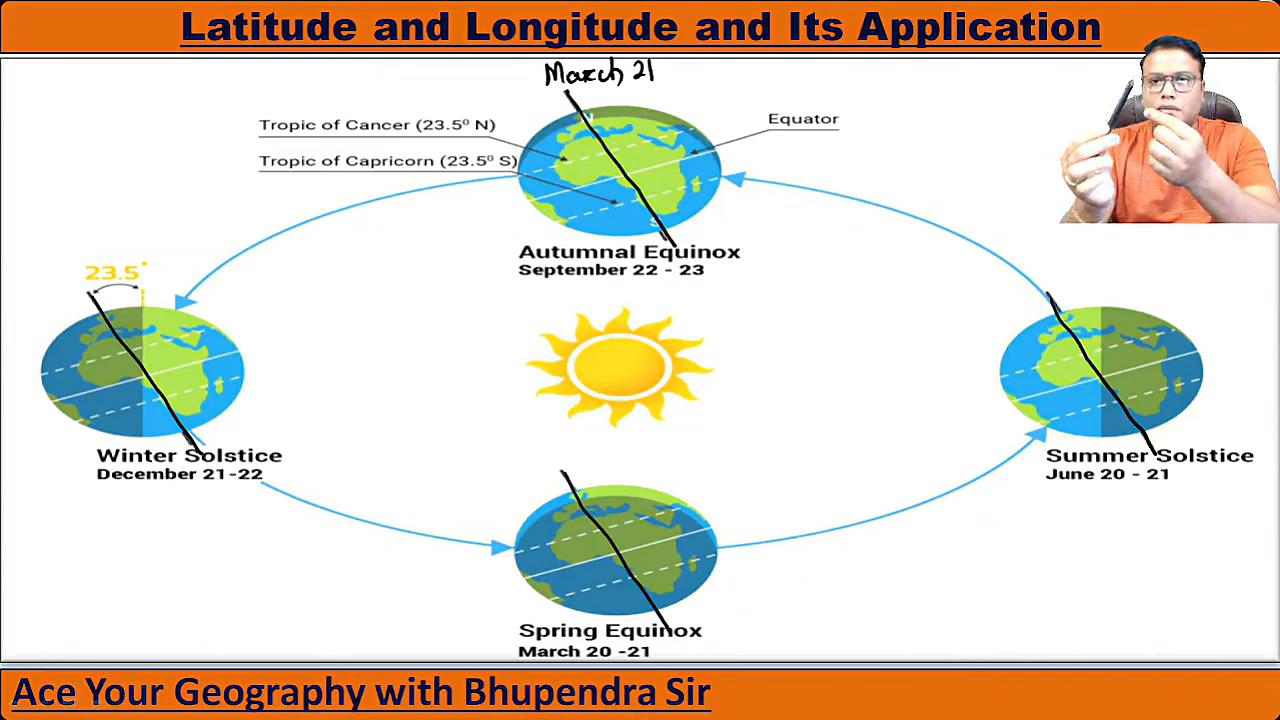 Latitude and Longitude and Its Application
March 21
Tropic of Cancer (23.5⁰ N)
Equator
Tropic of Capricorn (23.5⁰ S)
N
S
Autumnal Equinox
September 22 - 23
23.5°
Winter Solstice
December 21 -22
Summer Solstice
June 20 - 21
Spring Equinox
March 20 -21
Ace Your Geography with Bhupendra Sir